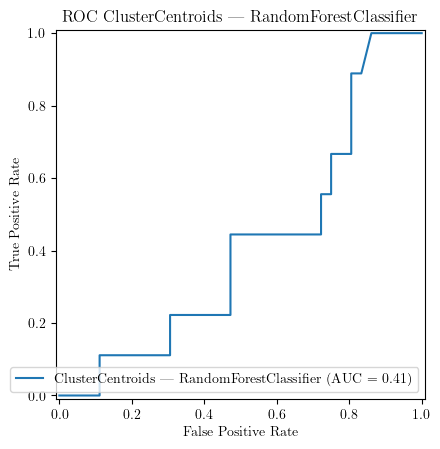 ROC ClusterCentroids — RandomForestClassifier
1.0
0.8
0.6
0.4
0.2
0.0
True Positive Rate
ClusterCentroids — RandomForestClassifier (AUC = 0.41)
0.0 0.2 0.4 0.6 0.8 1.0
False Positive Rate